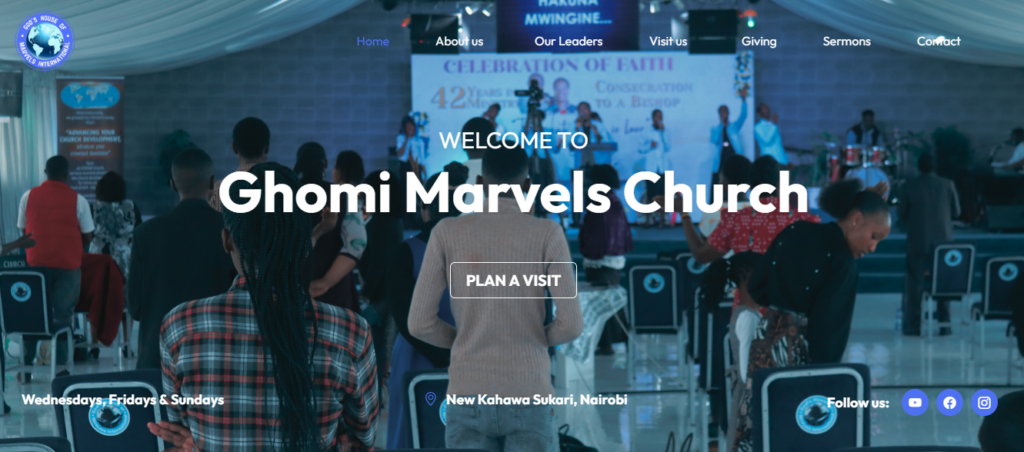 GOD'S HOUSE OF
MARVELS INTERNATIONAL
Home
About us
Our Leaders
Visit us
Giving
Sermons
Contact
HAKUNA
MWINGINE...
CELEBRATION OF FAITH
42 YEARS
CONSECRATION
TO A BISHOP
"ADVANCING YOUR
CHURCH DEVELOPMENT,
WELCOME TO
Ghomi Marvels Church
PLAN A VISIT
CHURCH
Wednesdays, Fridays & Sundays
New Kahawa Sukari, Nairobi
Follow us: